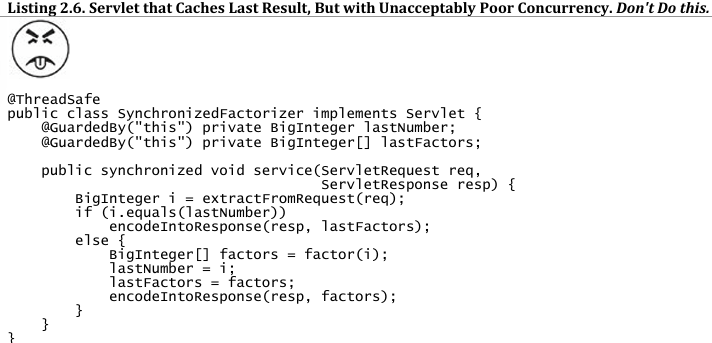 Listing 2.6. Servlet that Caches Last Result, But with Unacceptably Poor Concurrency. Don't Do this.
@ThreadSafe
public class SynchronizedFactorizer implements Servlet {
    @GuardedBy("this") private BigInteger lastNumber;
    @GuardedBy("this") private BigInteger[] lastFactors;
    public synchronized void service(ServletRequest req,
                                     ServletResponse resp) {
        BigInteger i = extractFromRequest(req);
        if (i.equals(lastNumber))
            encodeIntoResponse(resp, lastFactors);
        else {
            BigInteger[] factors = factor(i);
            lastNumber = i;
            lastFactors = factors;
            encodeIntoResponse(resp, factors);
        }
    }
}